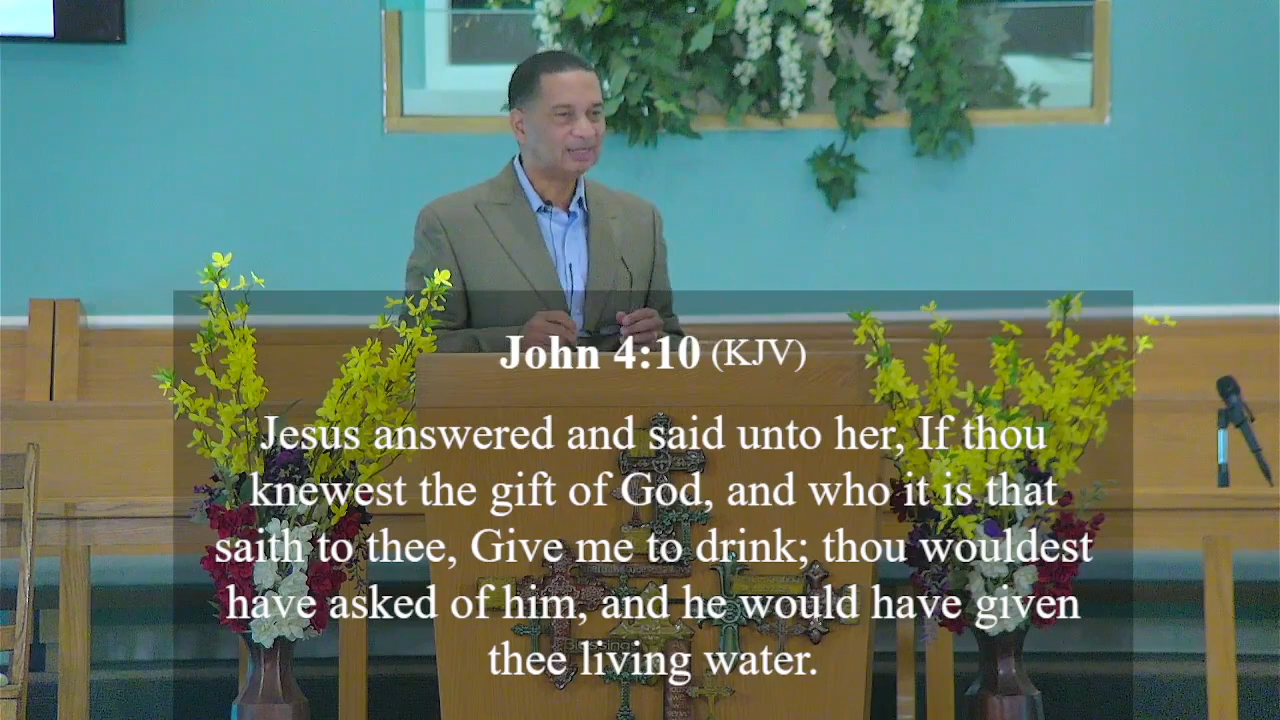 John 4:10 (KJV)
Jesus answered and said unto her, If thou
knewest the gift of God, and who it is that
saith to thee, Give me to drink; thou wouldest
have asked of him, and he would have given
thee living water.
Blessings